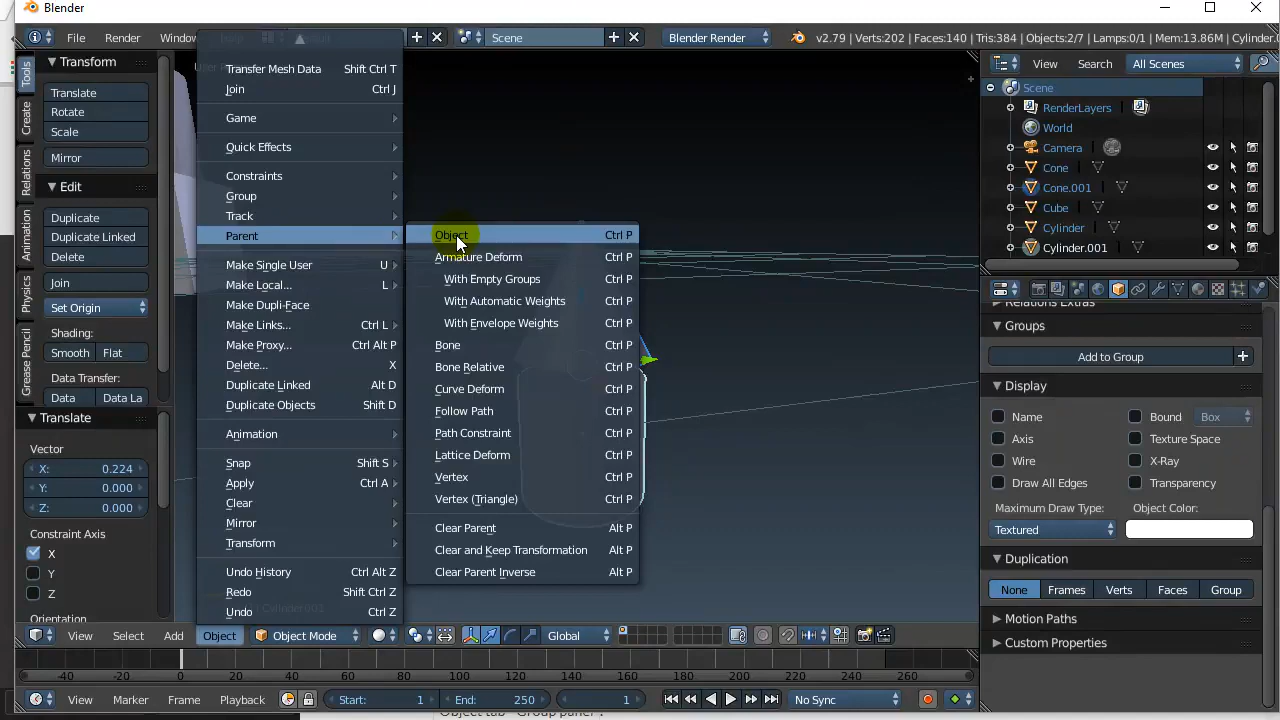 Blender
File Render Window
Scene
Blender Render
v2.79 | Verts:202 | Faces:140 | Tris:384 | Objects:2/7 | Lamps:0/1 | Mem:13.86M | Cylinder.0
Tools
Create
Relations
Animation
Physics
Grease Pencil
Transform
Translate
Rotate
Scale
Mirror
Edit
Duplicate
Duplicate Linked
Delete
Join
Set Origin
Shading:
Smooth Flat
Data Transfer:
Data Data La
Translate
Vector
X: 0.224
Y: 0.000
Z: 0.000
Constraint Axis
X
Y
Z
Orientation
Transfer Mesh Data Shift Ctrl T
Join Ctrl J
Game
Quick Effects
Constraints
Group
Track
Parent
Make Single User U
Make Local... L
Make Dupli-Face
Make Links... Ctrl L
Make Proxy... Ctrl Alt P
Delete... X
Duplicate Linked Alt D
Duplicate Objects Shift D
Animation
Snap Shift S
Apply Ctrl A
Clear
Mirror
Transform
Undo History Ctrl Alt Z
Redo Shift Ctrl Z
Undo Ctrl Z
Object Ctrl P
Armature Deform Ctrl P
With Empty Groups Ctrl P
With Automatic Weights Ctrl P
With Envelope Weights Ctrl P
Bone Ctrl P
Bone Relative Ctrl P
Curve Deform Ctrl P
Follow Path Ctrl P
Path Constraint Ctrl P
Lattice Deform Ctrl P
Vertex Ctrl P
Vertex (Triangle) Ctrl P
Clear Parent Alt P
Clear and Keep Transformation Alt P
Clear Parent Inverse Alt P
View Search All Scenes
Scene
RenderLayers
World
Camera
Cone
Cone.001
Cube
Cylinder
Cylinder.001
Relations Extras
Groups
Add to Group
Display
Name Bound Box
Axis Texture Space
Wire X-Ray
Draw All Edges Transparency
Maximum Draw Type: Object Color:
Textured
Duplication
None Frames Verts Faces Group
Motion Paths
Custom Properties
View Select Add Object Object Mode Global
-40 -20 0 20 40 60 80 100 120 140 160 180 200 220 240 260
View Marker Frame Playback Start: 1 End: 250 1 No Sync
Object tab "Group panel".